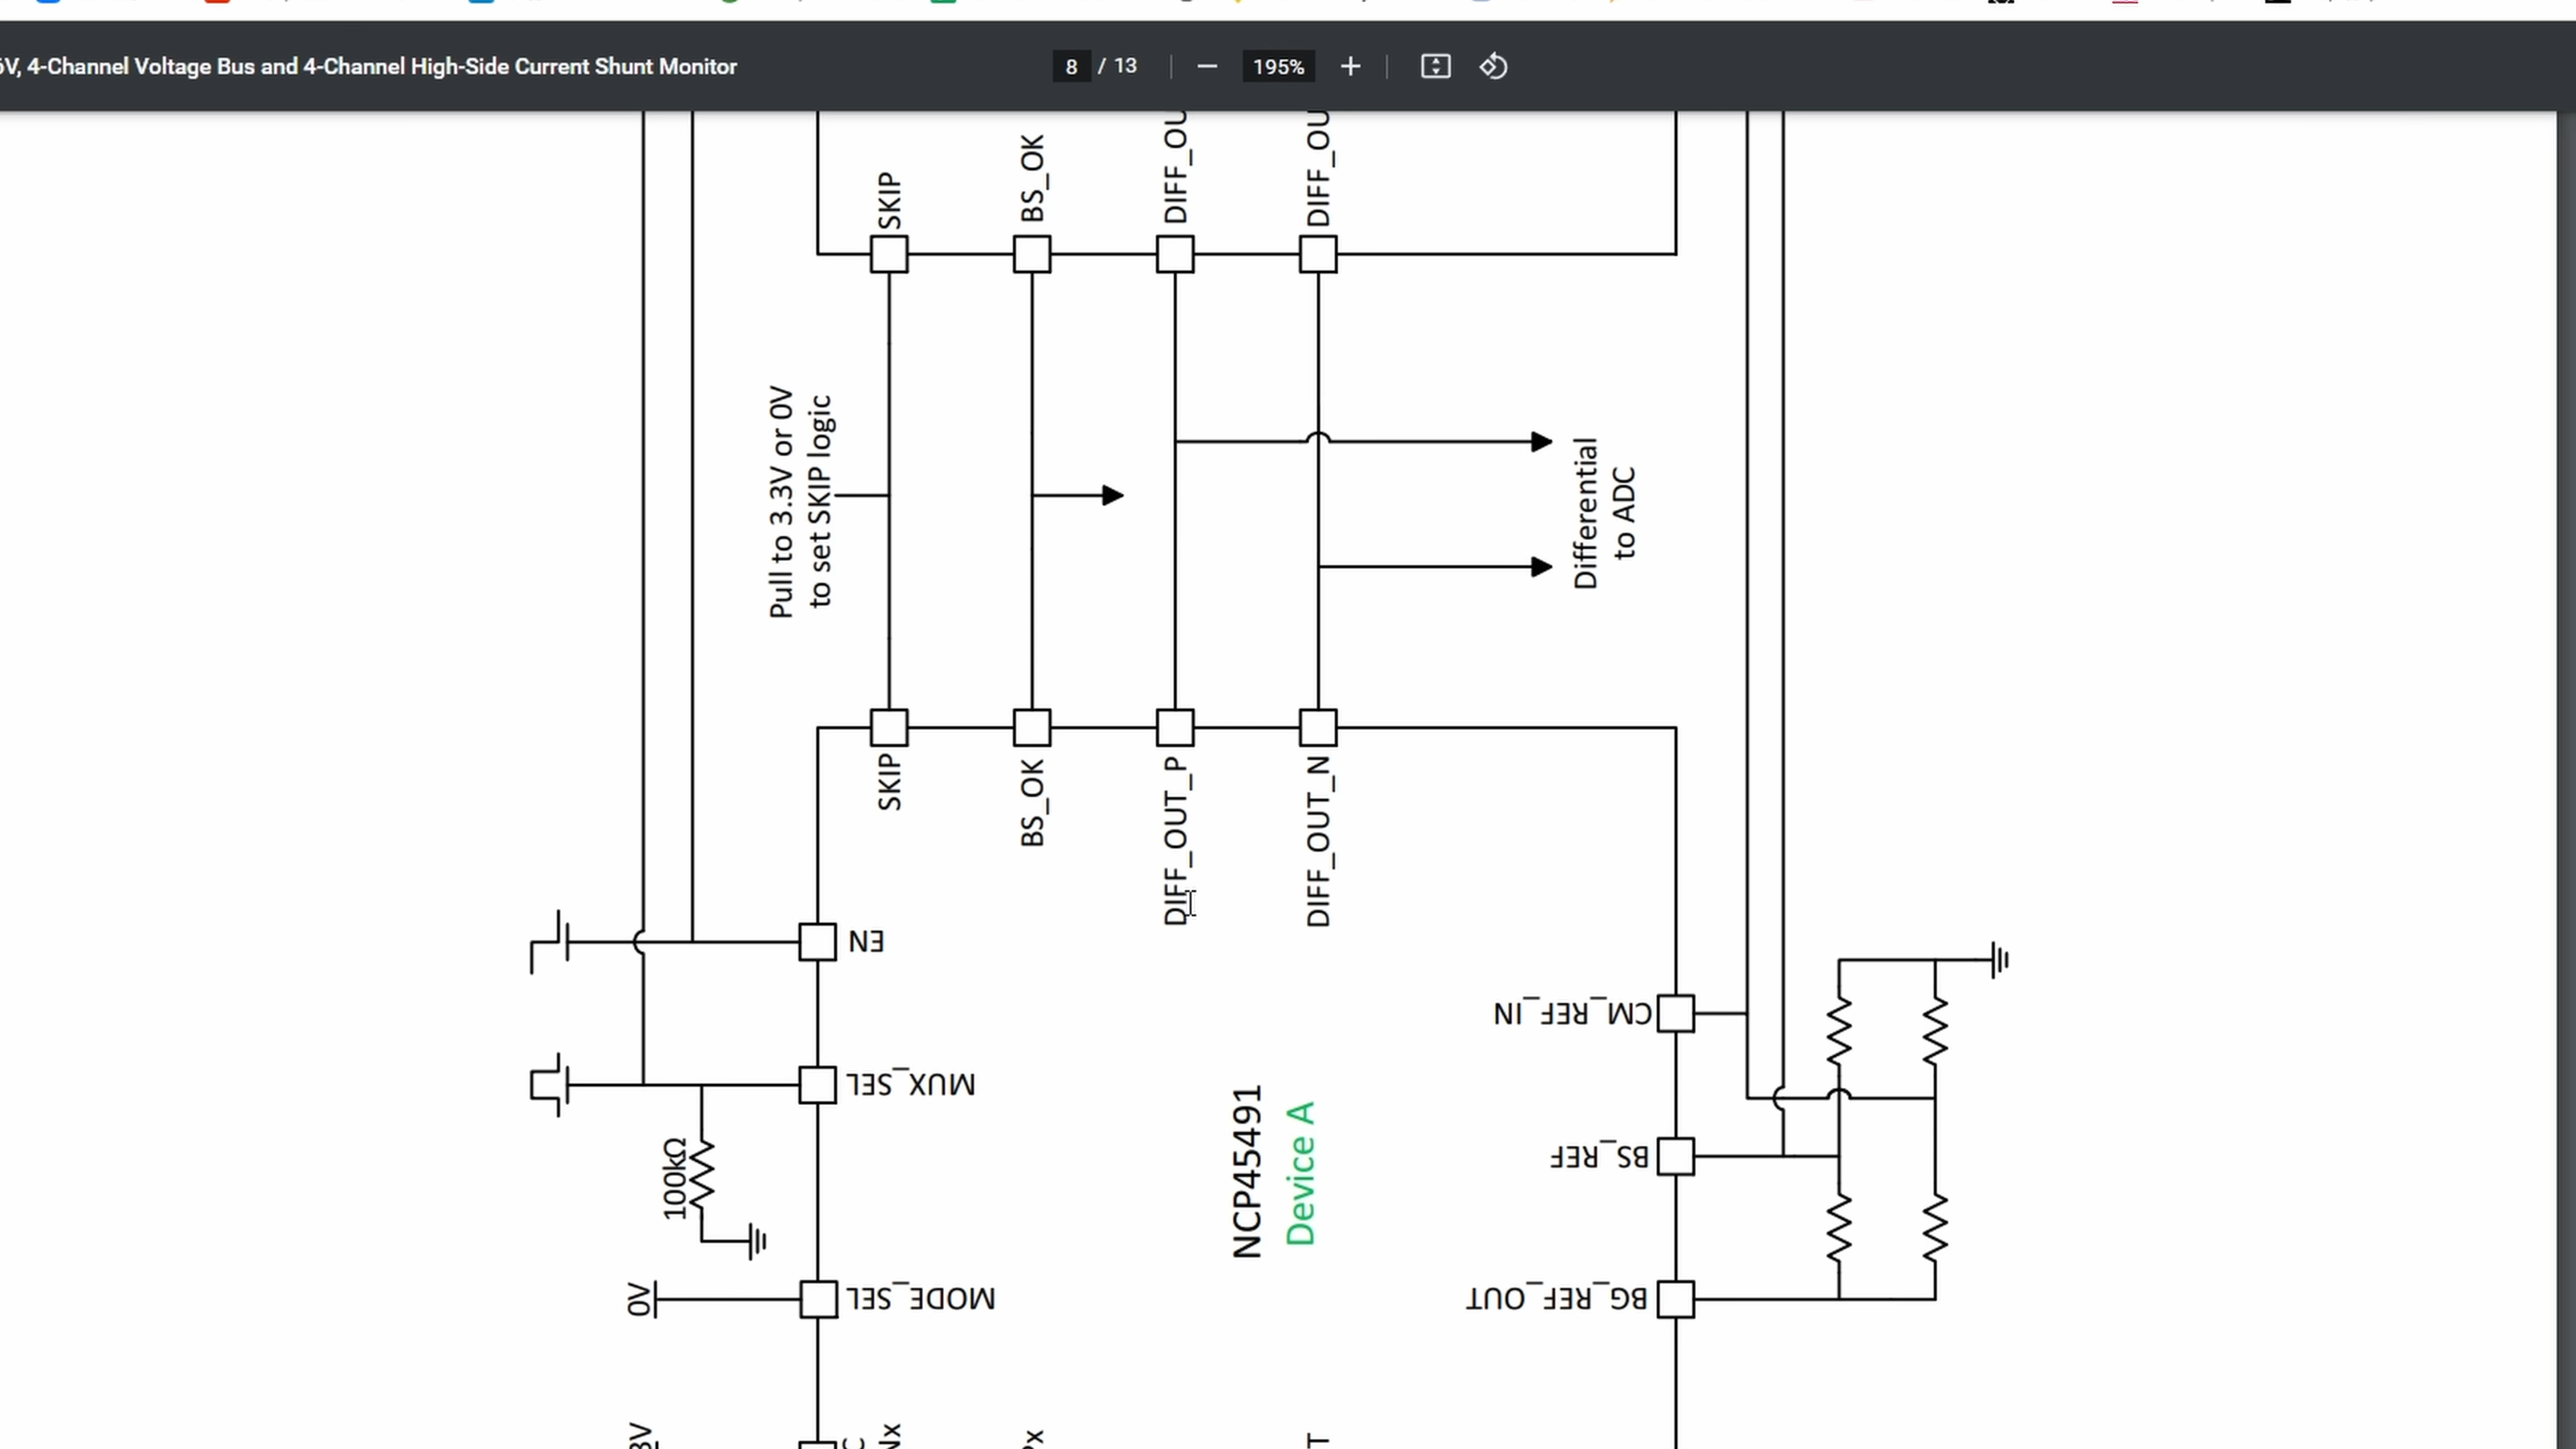 6V, 4-Channel Voltage Bus and 4-Channel High-Side Current Shunt Monitor
8 / 13
195%
SKIP
BS_OK
DIFF_OU
DIFF_OU
Pull to 3.3V or 0V
to set SKIP logic
Differential
to ADC
SKIP
BS_OK
DIFF_OUT_P
DIFF_OUT_N
EN
CM_REF_IN
MUX_SEL
NCP45491
Device A
BS_REF
100kΩ
0V
MODE_SEL
BG_REF_OUT